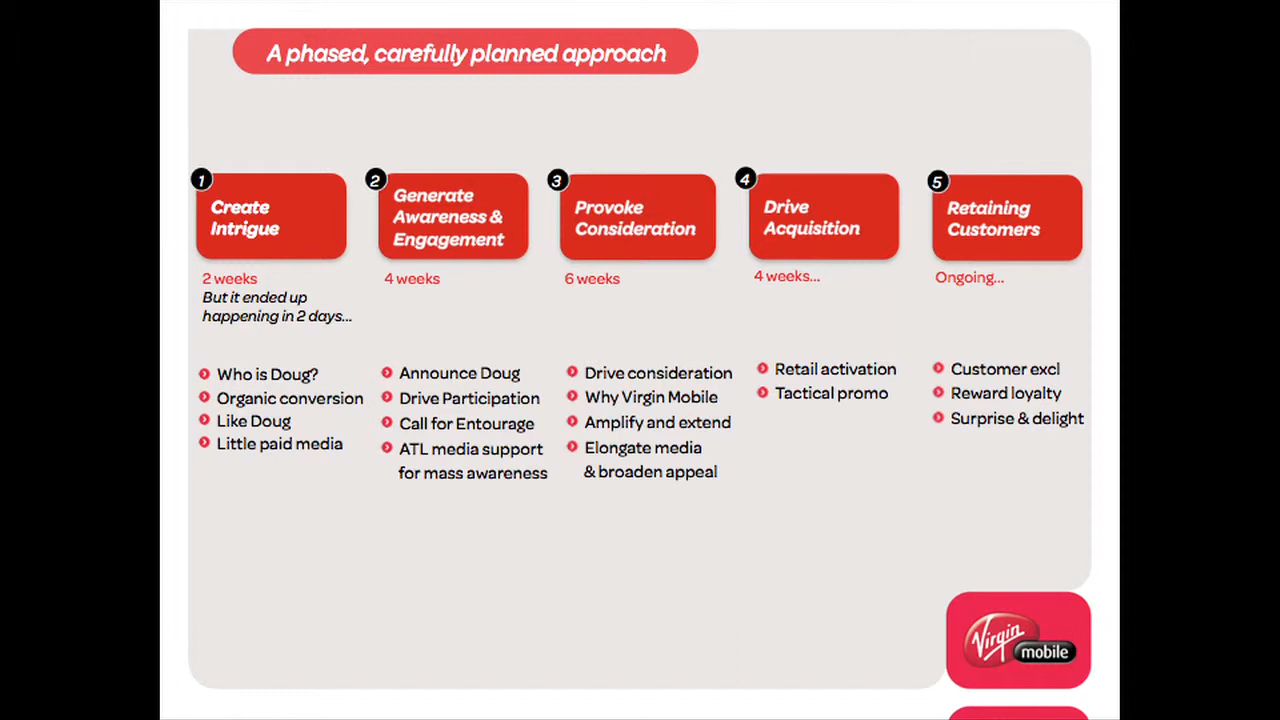 A phased, carefully planned approach
1
Create
Intrigue
2 weeks
But it ended up
happening in 2 days...
Who is Doug?
Organic conversion
Like Doug
Little paid media
2
Generate
Awareness &
Engagement
4 weeks
Announce Doug
Drive Participation
Call for Entourage
ATL media support
for mass awareness
3
Provoke
Consideration
6 weeks
Drive consideration
Why Virgin Mobile
Amplify and extend
Elongate media
& broaden appeal
4
Drive
Acquisition
4 weeks...
Retail activation
Tactical promo
5
Retaining
Customers
Ongoing...
Customer excl
Reward loyalty
Surprise & delight
Virgin
mobile